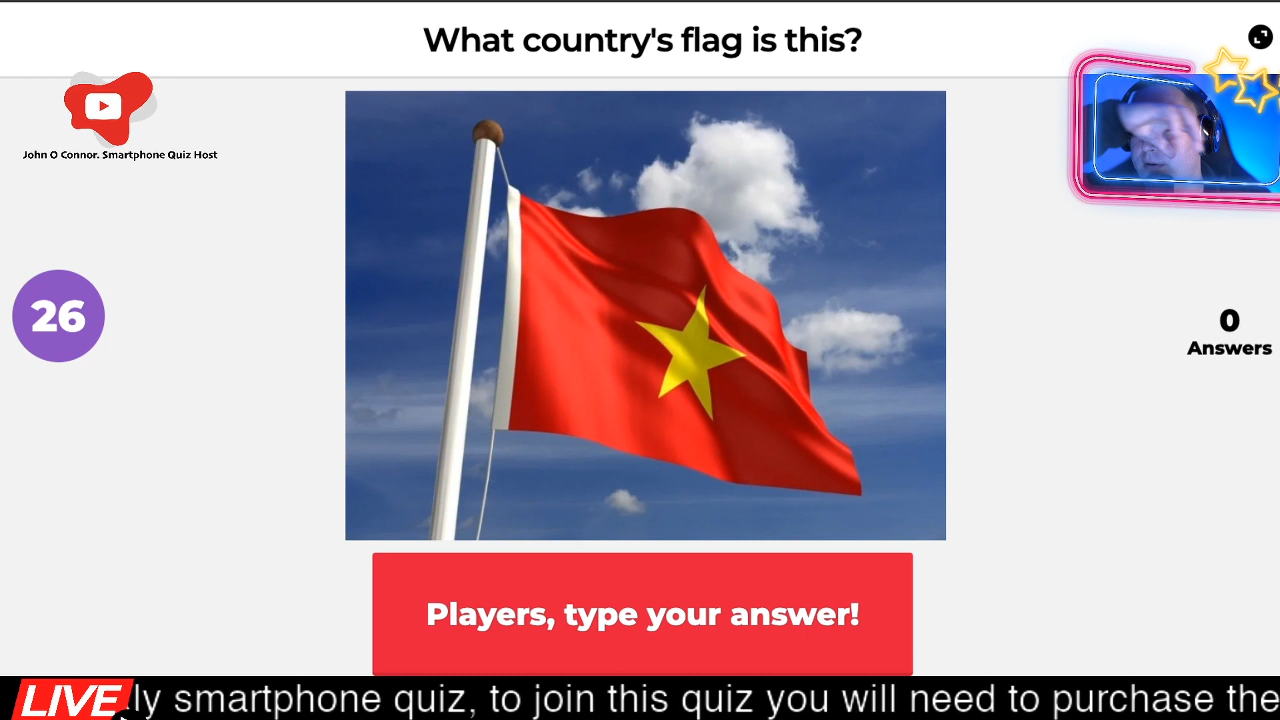 What country's flag is this?
John O Connor. Smartphone Quiz Host
26
0
Answers
Players, type your answer!
LIVE
ly smartphone quiz, to join this quiz you will need to purchase the